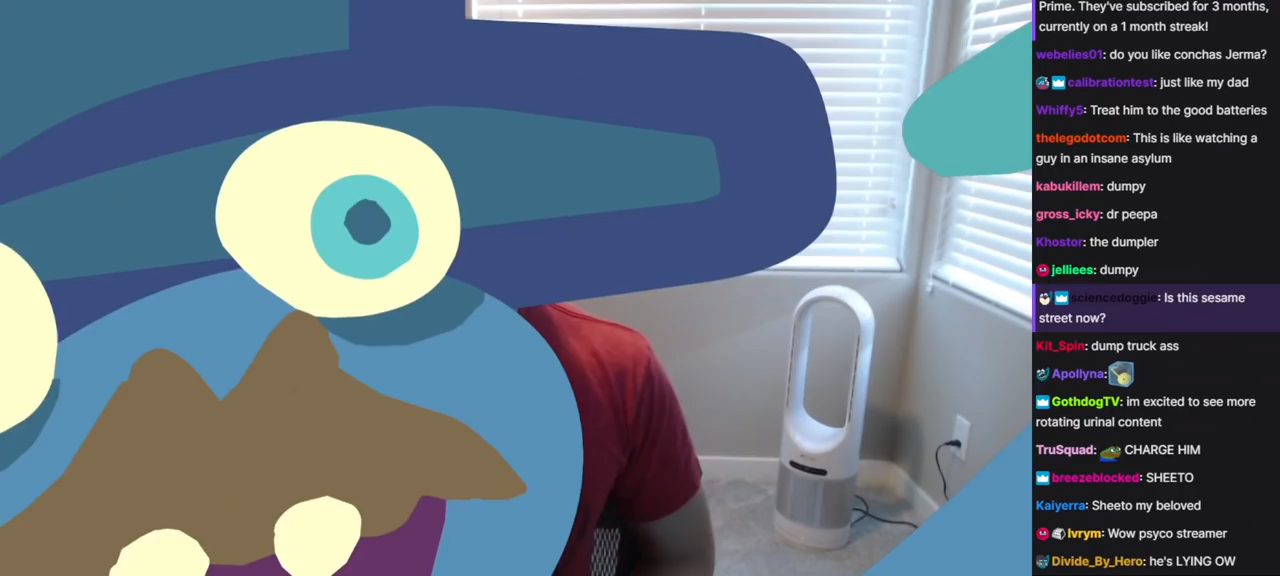 Prime. They've subscribed for 3 months,
currently on a 1 month streak!
webelies01: do you like conchas Jerma?
calibrationtest: just like my dad
Whiffy5: Treat him to the good batteries
thelegodotcom: This is like watching a
guy in an insane asylum
kabukillem: dumpy
gross_icky: dr peepa
Khostor: the dumpler
jelliees: dumpy
sciencedoggie: Is this sesame
street now?
Kit_Spin: dump truck ass
Apollyna:
GothdogTV: im excited to see more
rotating urinal content
TruSquad: CHARGE HIM
breezeblocked: SHEETO
Kaiyerra: Sheeto my beloved
lvrym: Wow psyco streamer
Divide_By_Hero: he's LYING OW